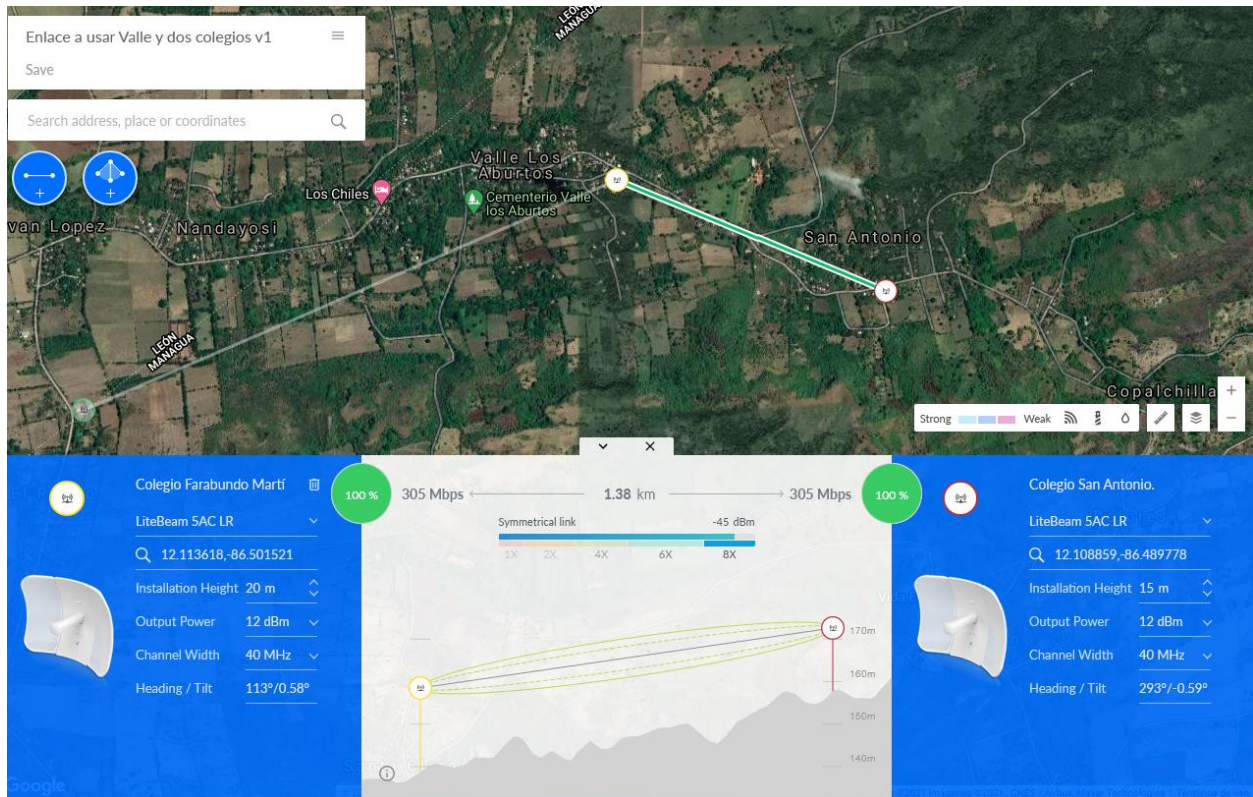 Enlace a usar Valle y dos colegios v1
Save
Search address, place or coordinates
LEÓN
MANAGUA
Valle Los
Aburtos
Los Chiles
Cementerio Valle
los Aburtos
van Lopez
Nandayosi
San Antonio
LEÓN
MANAGUA
Copalchilla
Strong
Weak
Colegio Farabundo Martí
LiteBeam 5AC LR
12.113618,-86.501521
Installation Height 20 m
Output Power 12 dBm
Channel Width 40 MHz
Heading / Tilt 113°/0.58°
100 %
305 Mbps
1.38 km
305 Mbps
100 %
Symmetrical link -45 dBm
1X 2X 4X 6X 8X
170m
160m
150m
140m
Colegio San Antonio.
LiteBeam 5AC LR
12.108859,-86.489778
Installation Height 15 m
Output Power 12 dBm
Channel Width 40 MHz
Heading / Tilt 293°/-0.59°
Google